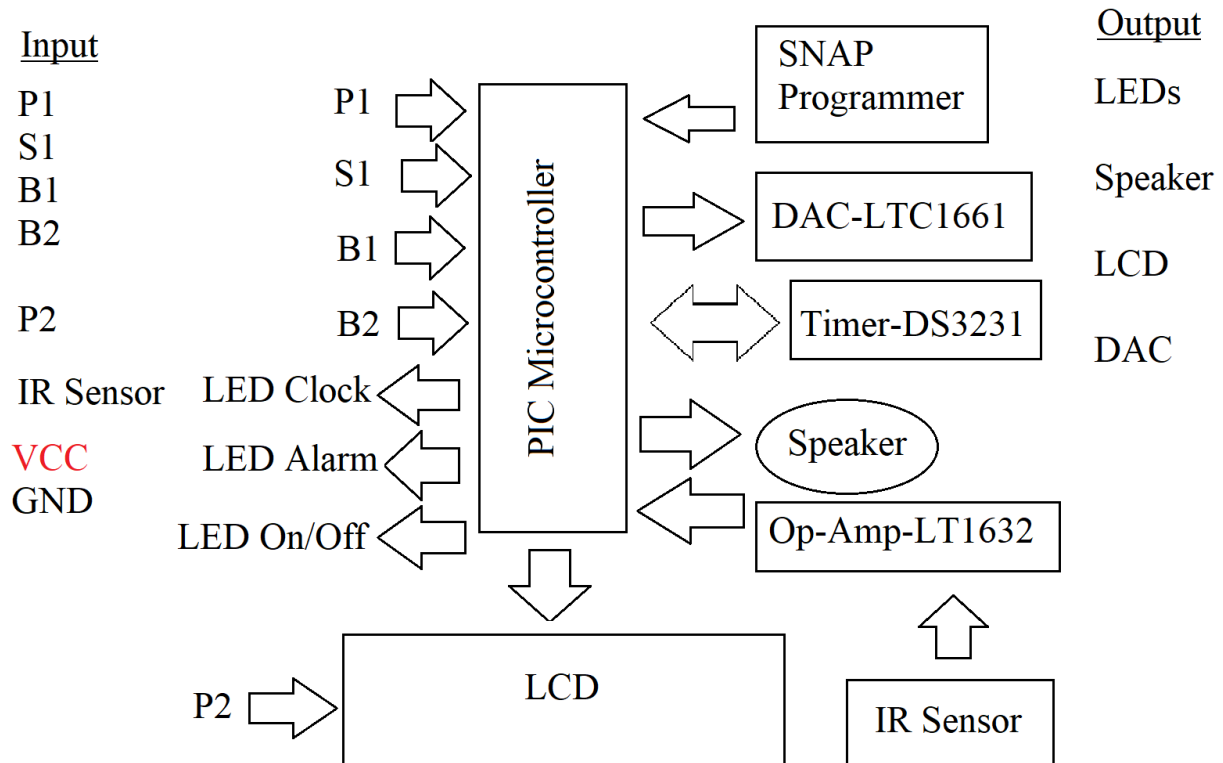 Input
P1
S1
B1
B2
P2
IR Sensor
VCC
GND
P1
S1
B1
B2
LED Clock
LED Alarm
LED On/Off
PIC Microcontroller
SNAP
Programmer
DAC-LTC1661
Timer-DS3231
Speaker
Op-Amp-LT1632
P2
LCD
IR Sensor
Output
LEDs
Speaker
LCD
DAC